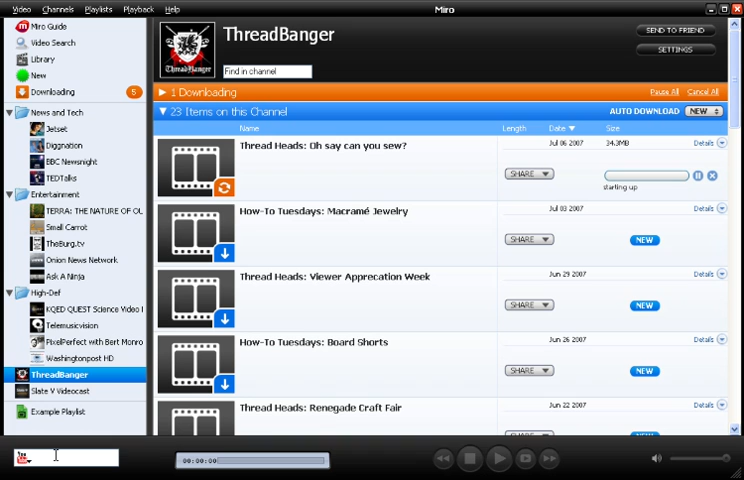 Video Channels Playlists Playback Help
Miro
Miro Guide
Video Search
Library
New
Downloading 5
News and Tech
Jetset
Diggnation
BBC Newsnight
TEDTalks
Entertainment
TERRA: THE NATURE OF OU
Small Carrot
TheBurg.tv
Onion News Network
Ask A Ninja
High-Def
KQED QUEST Science Video
Telemusicvision
PixelPerfect with Bert Monro
Washingtonpost HD
ThreadBanger
Slate V Videocast
Example Playlist
ThreadBanger
ThreadBanger
Find in channel
SEND TO FRIEND
SETTINGS
1 Downloading Pause All Cancel All
23 Items on this Channel AUTO DOWNLOAD NEW
Name Length Date Size
Thread Heads: Oh say can you sew? Jul 06 2007 34.3MB Details
SHARE
starting up
How-To Tuesdays: Macramé Jewelry Jul 03 2007 Details
SHARE NEW
Thread Heads: Viewer Apprecation Week Jun 29 2007 Details
SHARE NEW
How-To Tuesdays: Board Shorts Jun 26 2007 Details
SHARE NEW
Thread Heads: Renegade Craft Fair Jun 22 2007 Details
00:00:00